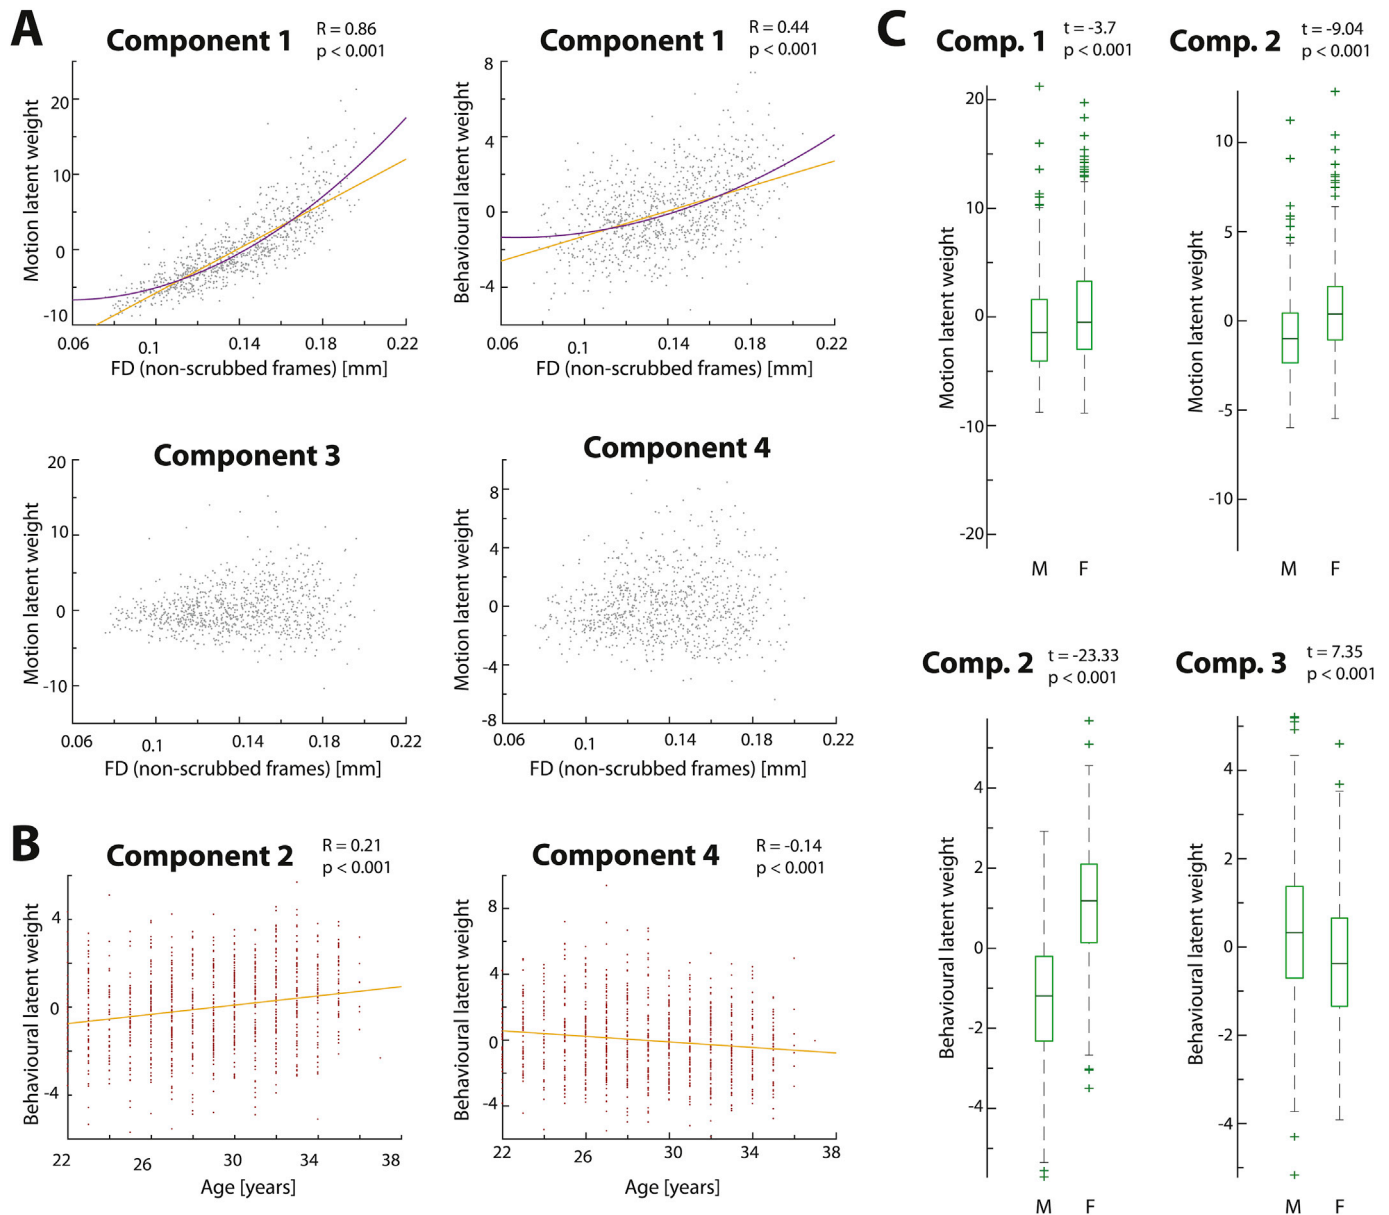 A
Component 1
R = 0.86
p < 0.001
Motion latent weight
20
10
0
-10
0.06
0.1
0.14
0.18
0.22
FD (non-scrubbed frames) [mm]
Component 1
R = 0.44
p < 0.001
Behavioural latent weight
8
4
0
-4
0.06
0.1
0.14
0.18
0.22
FD (non-scrubbed frames) [mm]
Component 3
Motion latent weight
20
10
0
-10
0.06
0.1
0.14
0.18
0.22
FD (non-scrubbed frames) [mm]
Component 4
Motion latent weight
8
4
0
-4
-8
0.06
0.1
0.14
0.18
0.22
FD (non-scrubbed frames) [mm]
B
Component 2
R = 0.21
p < 0.001
Behavioural latent weight
4
0
-4
22
26
30
34
38
Age [years]
Component 4
R = -0.14
p < 0.001
Behavioural latent weight
8
4
0
-4
22
26
30
34
38
Age [years]
C
Comp. 1
t = -3.7
p < 0.001
Motion latent weight
20
10
0
-10
-20
M F
Comp. 2
t = -9.04
p < 0.001
Motion latent weight
10
5
0
-5
-10
M F
Comp. 2
t = -23.33
p < 0.001
Behavioural latent weight
4
2
0
-2
-4
M F
Comp. 3
t = 7.35
p < 0.001
Behavioural latent weight
4
2
0
-2
-4
M F